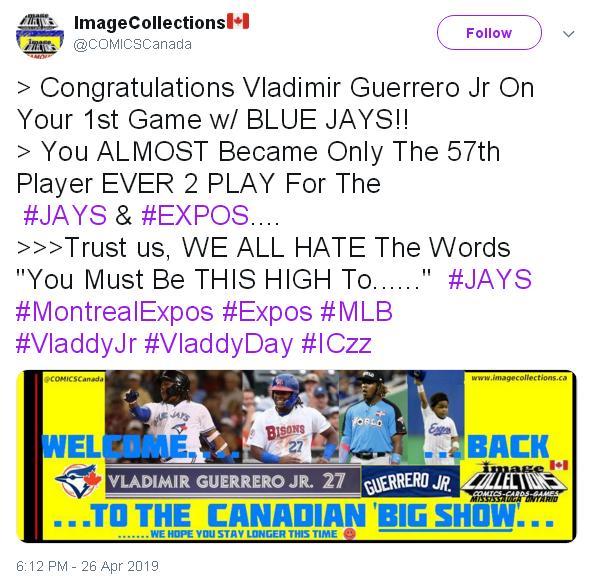 ImageCollections
@COMICSCanada
Follow
> Congratulations Vladimir Guerrero Jr On
Your 1st Game w/ BLUE JAYS!!
> You ALMOST Became Only The 57th
Player EVER 2 PLAY For The
#JAYS & #EXPOS....
>>>Trust us, WE ALL HATE The Words
"You Must Be THIS HIGH To......" #JAYS
#MontrealExpos #Expos #MLB
#VladdyJr #VladdyDay #ICzz
@COMICSCanada
www.imagecollections.ca
BLUE JAYS
BISONS
27
WORLD
Expos
WELCOME....
...BACK
VLADIMIR GUERRERO JR. 27
GUERRERO JR.
Image
COLLECTIONS
COMICS-CARDS-GAMES
MISSISSAUGA ONTARIO
...TO THE CANADIAN 'BIG SHOW'...
.......WE HOPE YOU STAY LONGER THIS TIME
6:12 PM - 26 Apr 2019